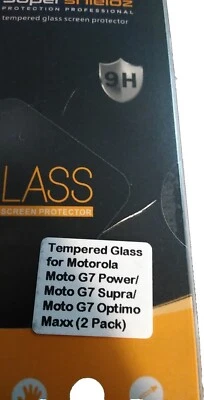 Supershieldz
PROTECTION PROFESSIONAL
tempered glass screen protector
9H
LASS
SCREEN PROTECTOR
Tempered Glass
for Motorola
Moto G7 Power/
Moto G7 Supra/
Moto G7 Optimo
Maxx (2 Pack)